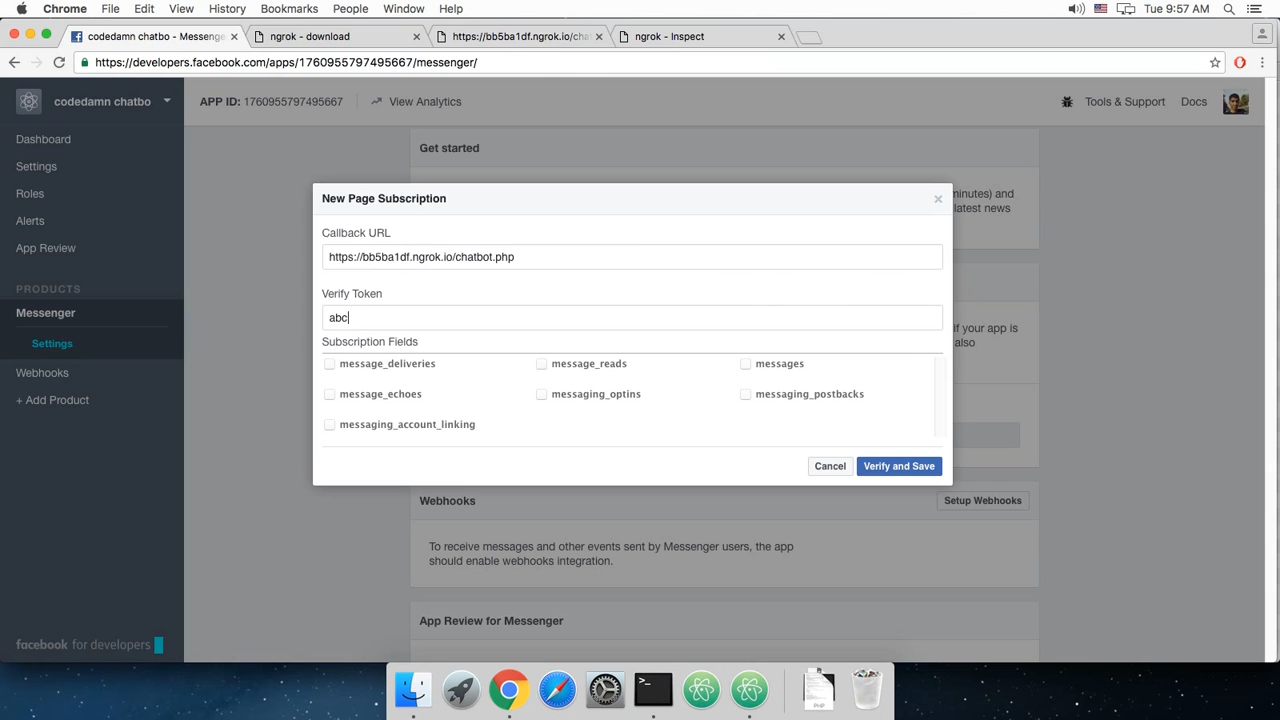 Chrome File Edit View History Bookmarks People Window Help Tue 9:57 AM
codedamn chatbo - Messenge ngrok - download https://bb5ba1df.ngrok.io/cha ngrok - Inspect
https://developers.facebook.com/apps/1760955797495667/messenger/
codedamn chatbo APP ID: 1760955797495667 View Analytics Tools & Support Docs
Dashboard
Settings
Roles
Alerts
App Review
PRODUCTS
Messenger
Settings
Webhooks
+ Add Product
facebook for developers
Get started
minutes) and
latest news
if your app is
also
New Page Subscription
Callback URL
https://bb5ba1df.ngrok.io/chatbot.php
Verify Token
abc
Subscription Fields
message_deliveries message_reads messages
message_echoes messaging_optins messaging_postbacks
messaging_account_linking
Cancel Verify and Save
Webhooks Setup Webhooks
To receive messages and other events sent by Messenger users, the app
should enable webhooks integration.
App Review for Messenger
>_
PHP